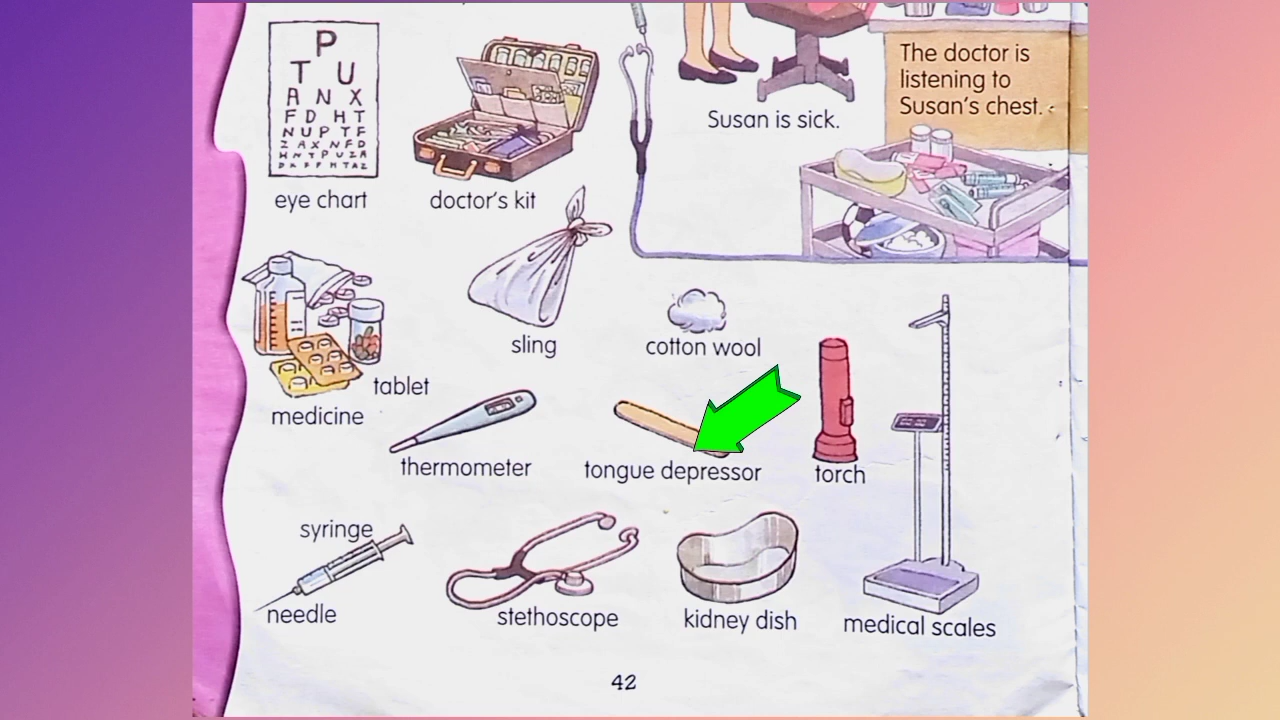 P
T U
A N X
F D H T
N U P T F
Z A X N F D
H N T P U Z A
eye chart
doctor's kit
Susan is sick.
The doctor is
listening to
Susan's chest.
sling
cotton wool
tablet
medicine
thermometer
tongue depressor
torch
syringe
needle
stethoscope
kidney dish
medical scales
42